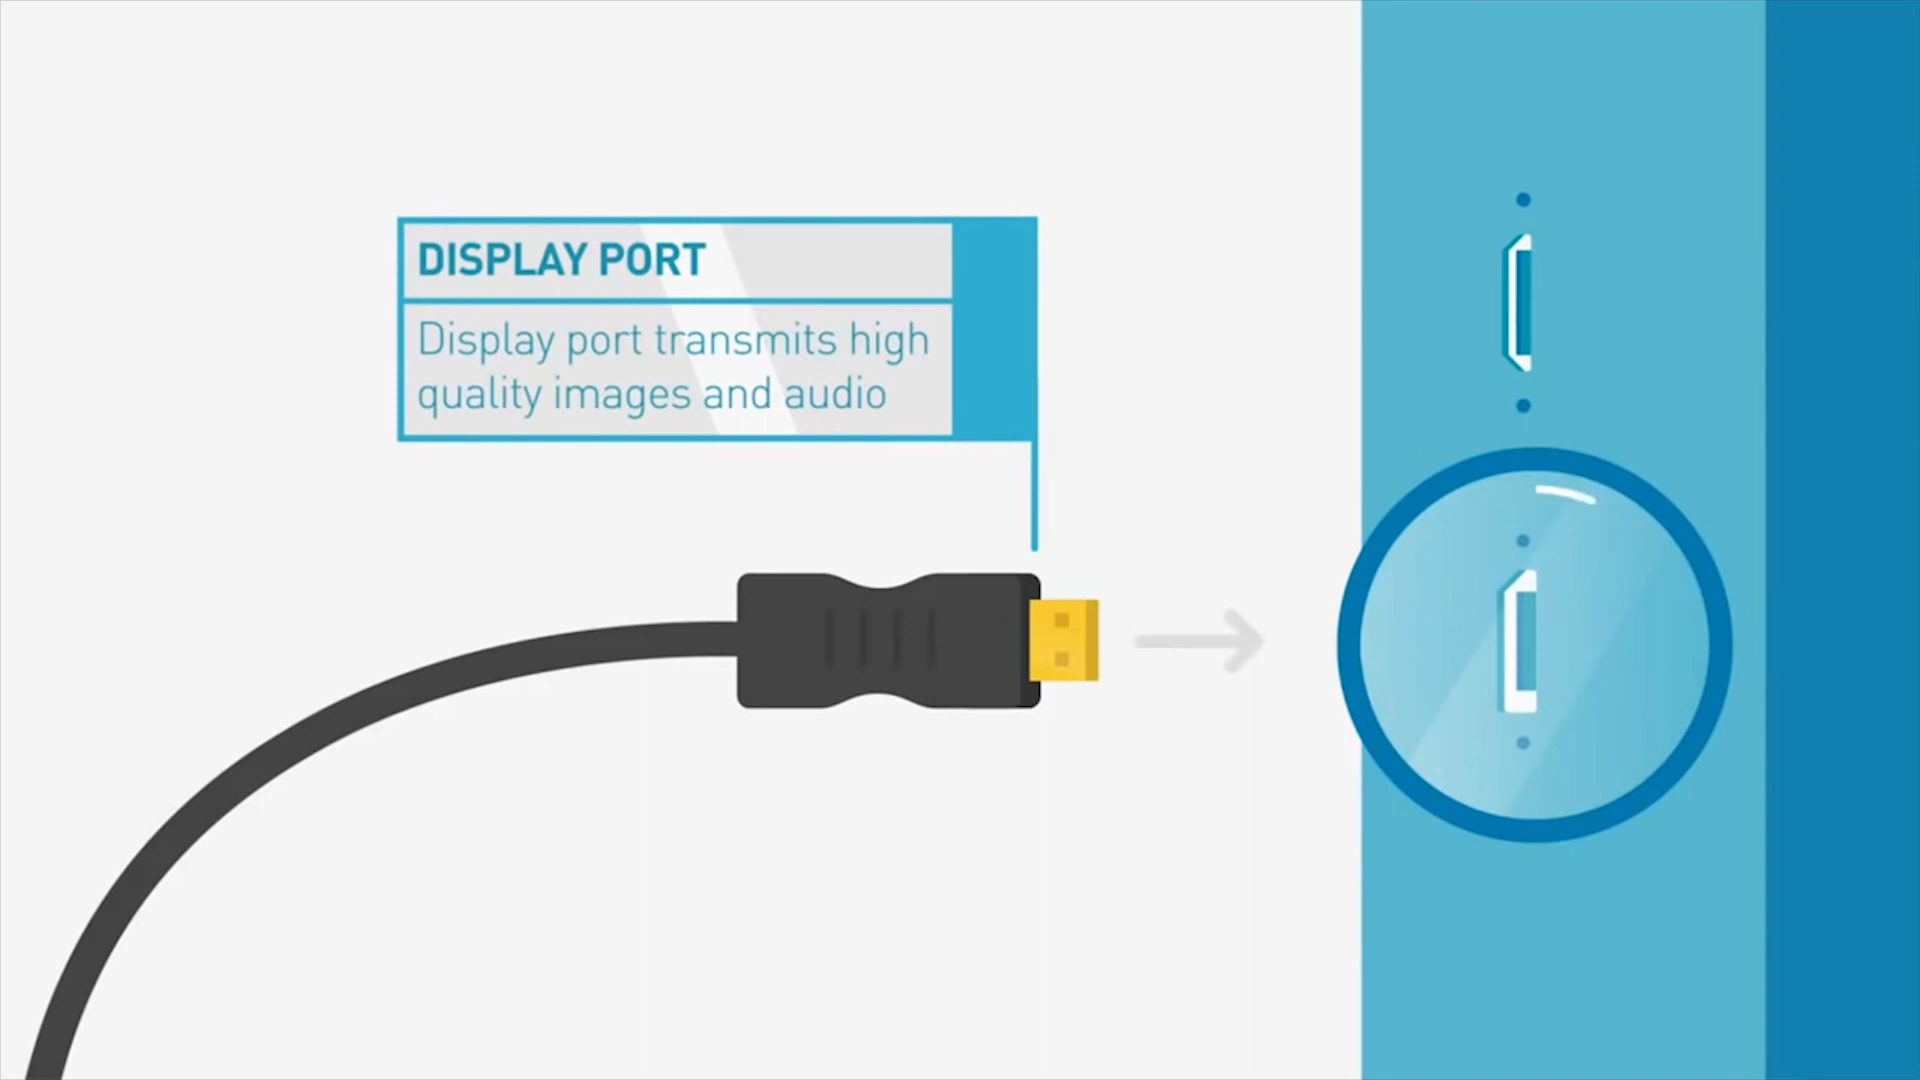 DISPLAY PORT
Display port transmits high
quality images and audio